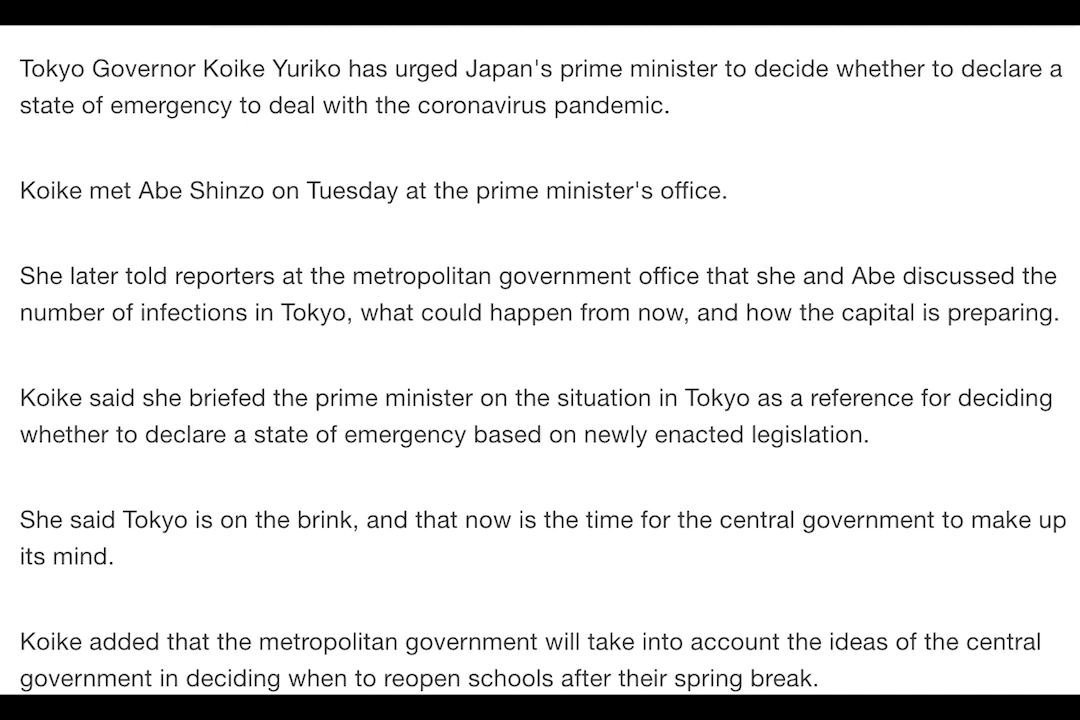 Tokyo Governor Koike Yuriko has urged Japan's prime minister to decide whether to declare a
state of emergency to deal with the coronavirus pandemic.
Koike met Abe Shinzo on Tuesday at the prime minister's office.
She later told reporters at the metropolitan government office that she and Abe discussed the
number of infections in Tokyo, what could happen from now, and how the capital is preparing.
Koike said she briefed the prime minister on the situation in Tokyo as a reference for deciding
whether to declare a state of emergency based on newly enacted legislation.
She said Tokyo is on the brink, and that now is the time for the central government to make up
its mind.
Koike added that the metropolitan government will take into account the ideas of the central
government in deciding when to reopen schools after their spring break.